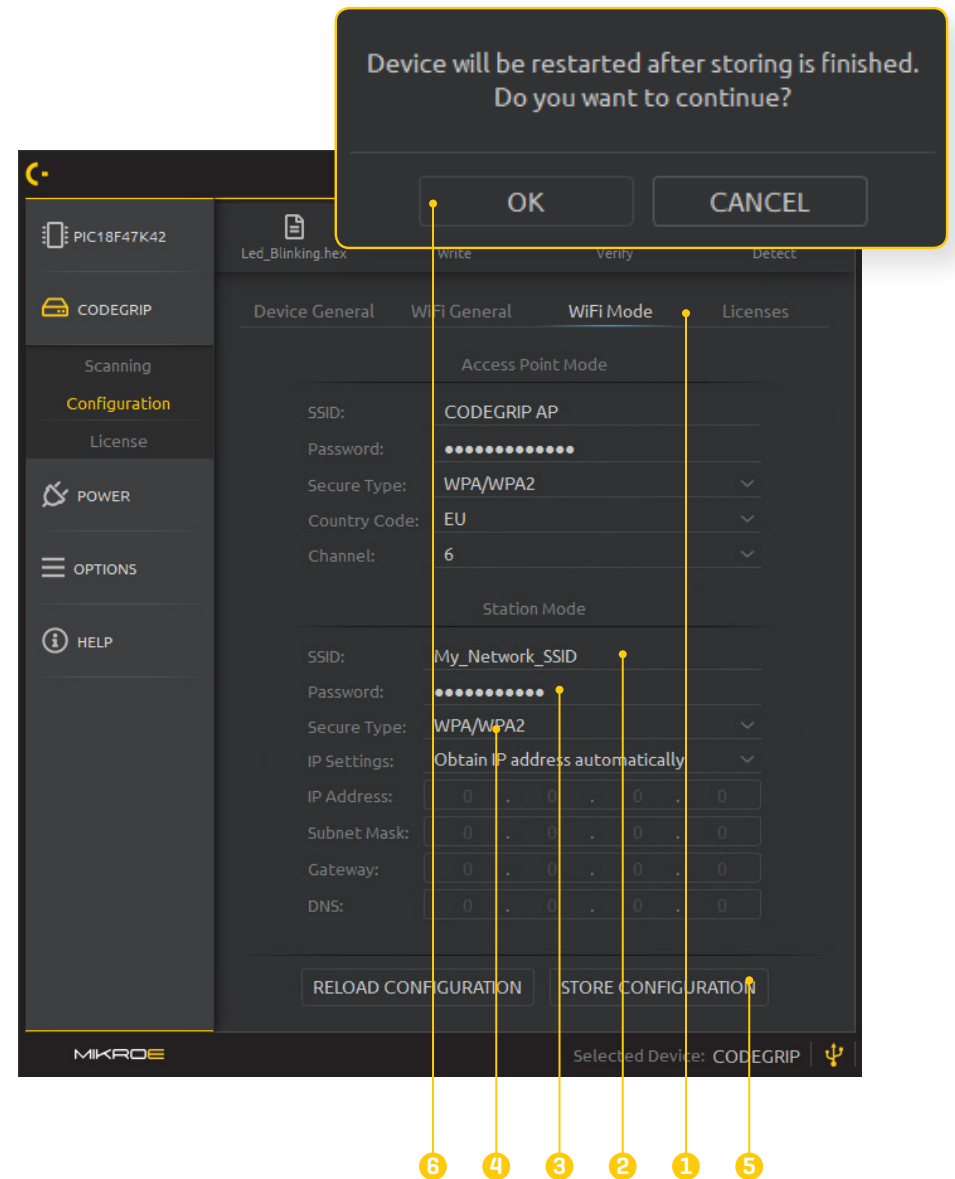 Device will be restarted after storing is finished.
Do you want to continue?
OK CANCEL
PIC18F47K42
Led_Blinking.hex Write Verify Detect
CODEGRIP
Scanning
Configuration
License
POWER
OPTIONS
HELP
Device General WiFi General WiFi Mode Licenses
Access Point Mode
SSID: CODEGRIP AP
Password: •••••••••••••
Secure Type: WPA/WPA2
Country Code: EU
Channel: 6
Station Mode
SSID: My_Network_SSID
Password: •••••••••••
Secure Type: WPA/WPA2
IP Settings: Obtain IP address automatically
IP Address: 0 . 0 . 0 . 0
Subnet Mask: 0 . 0 . 0 . 0
Gateway: 0 . 0 . 0 . 0
DNS: 0 . 0 . 0 . 0
RELOAD CONFIGURATION STORE CONFIGURATION
MIKROE Selected Device: CODEGRIP
6 4 3 2 1 5